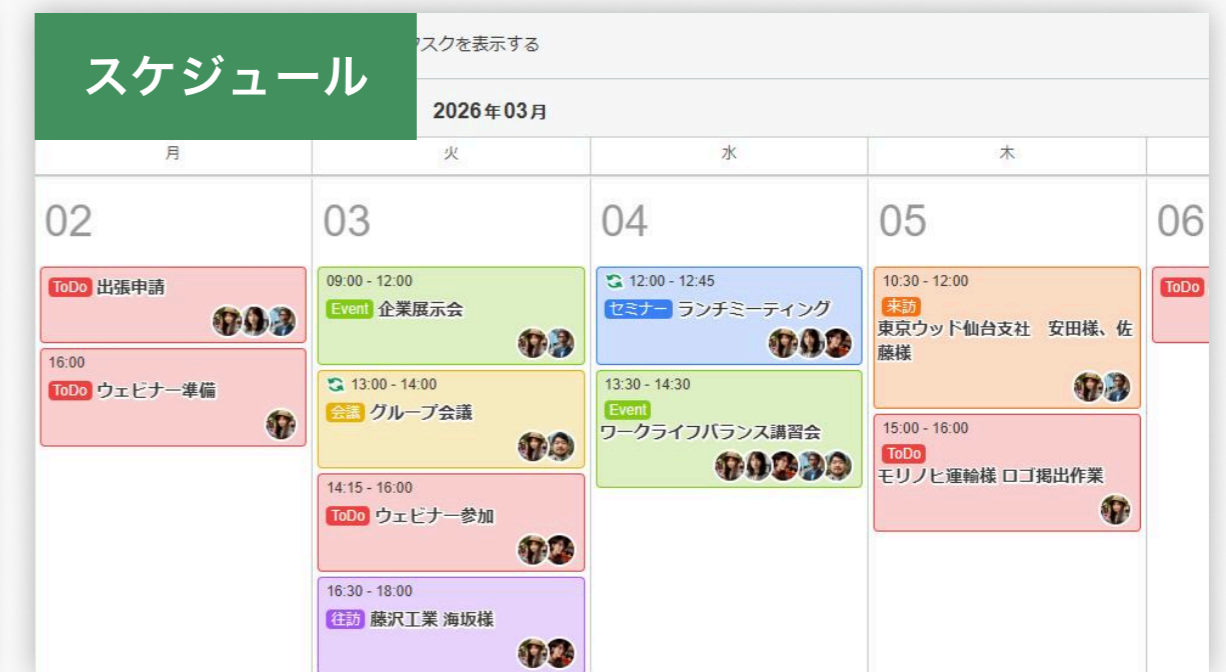 スケジュール
スクを表示する
2026年03月
月
火
水
木
02
03
04
05
06
ToDo 出張申請
16:00
ToDo ウェビナー準備
09:00 - 12:00
Event 企業展示会
13:00 - 14:00
会議 グループ会議
14:15 - 16:00
ToDo ウェビナー参加
16:30 - 18:00
往訪 藤沢工業 海坂様
12:00 - 12:45
セミナー ランチミーティング
13:30 - 14:30
Event
ワークライフバランス講習会
10:30 - 12:00
来訪
東京ウッド仙台支社　安田様、佐
藤様
15:00 - 16:00
ToDo
モリノヒ運輸様 ロゴ掲出作業
ToDo